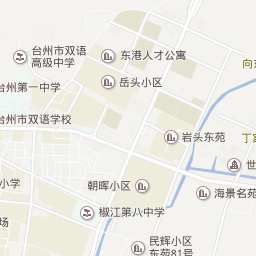 台州市双语
高级中学
东港人才公寓
向
台州第一中学
岳头小区
台州市双语学校
岩头东苑
丁
世
小学
朝晖小区
海景名苑
椒江第八中学
场
民辉小区
东苑81号